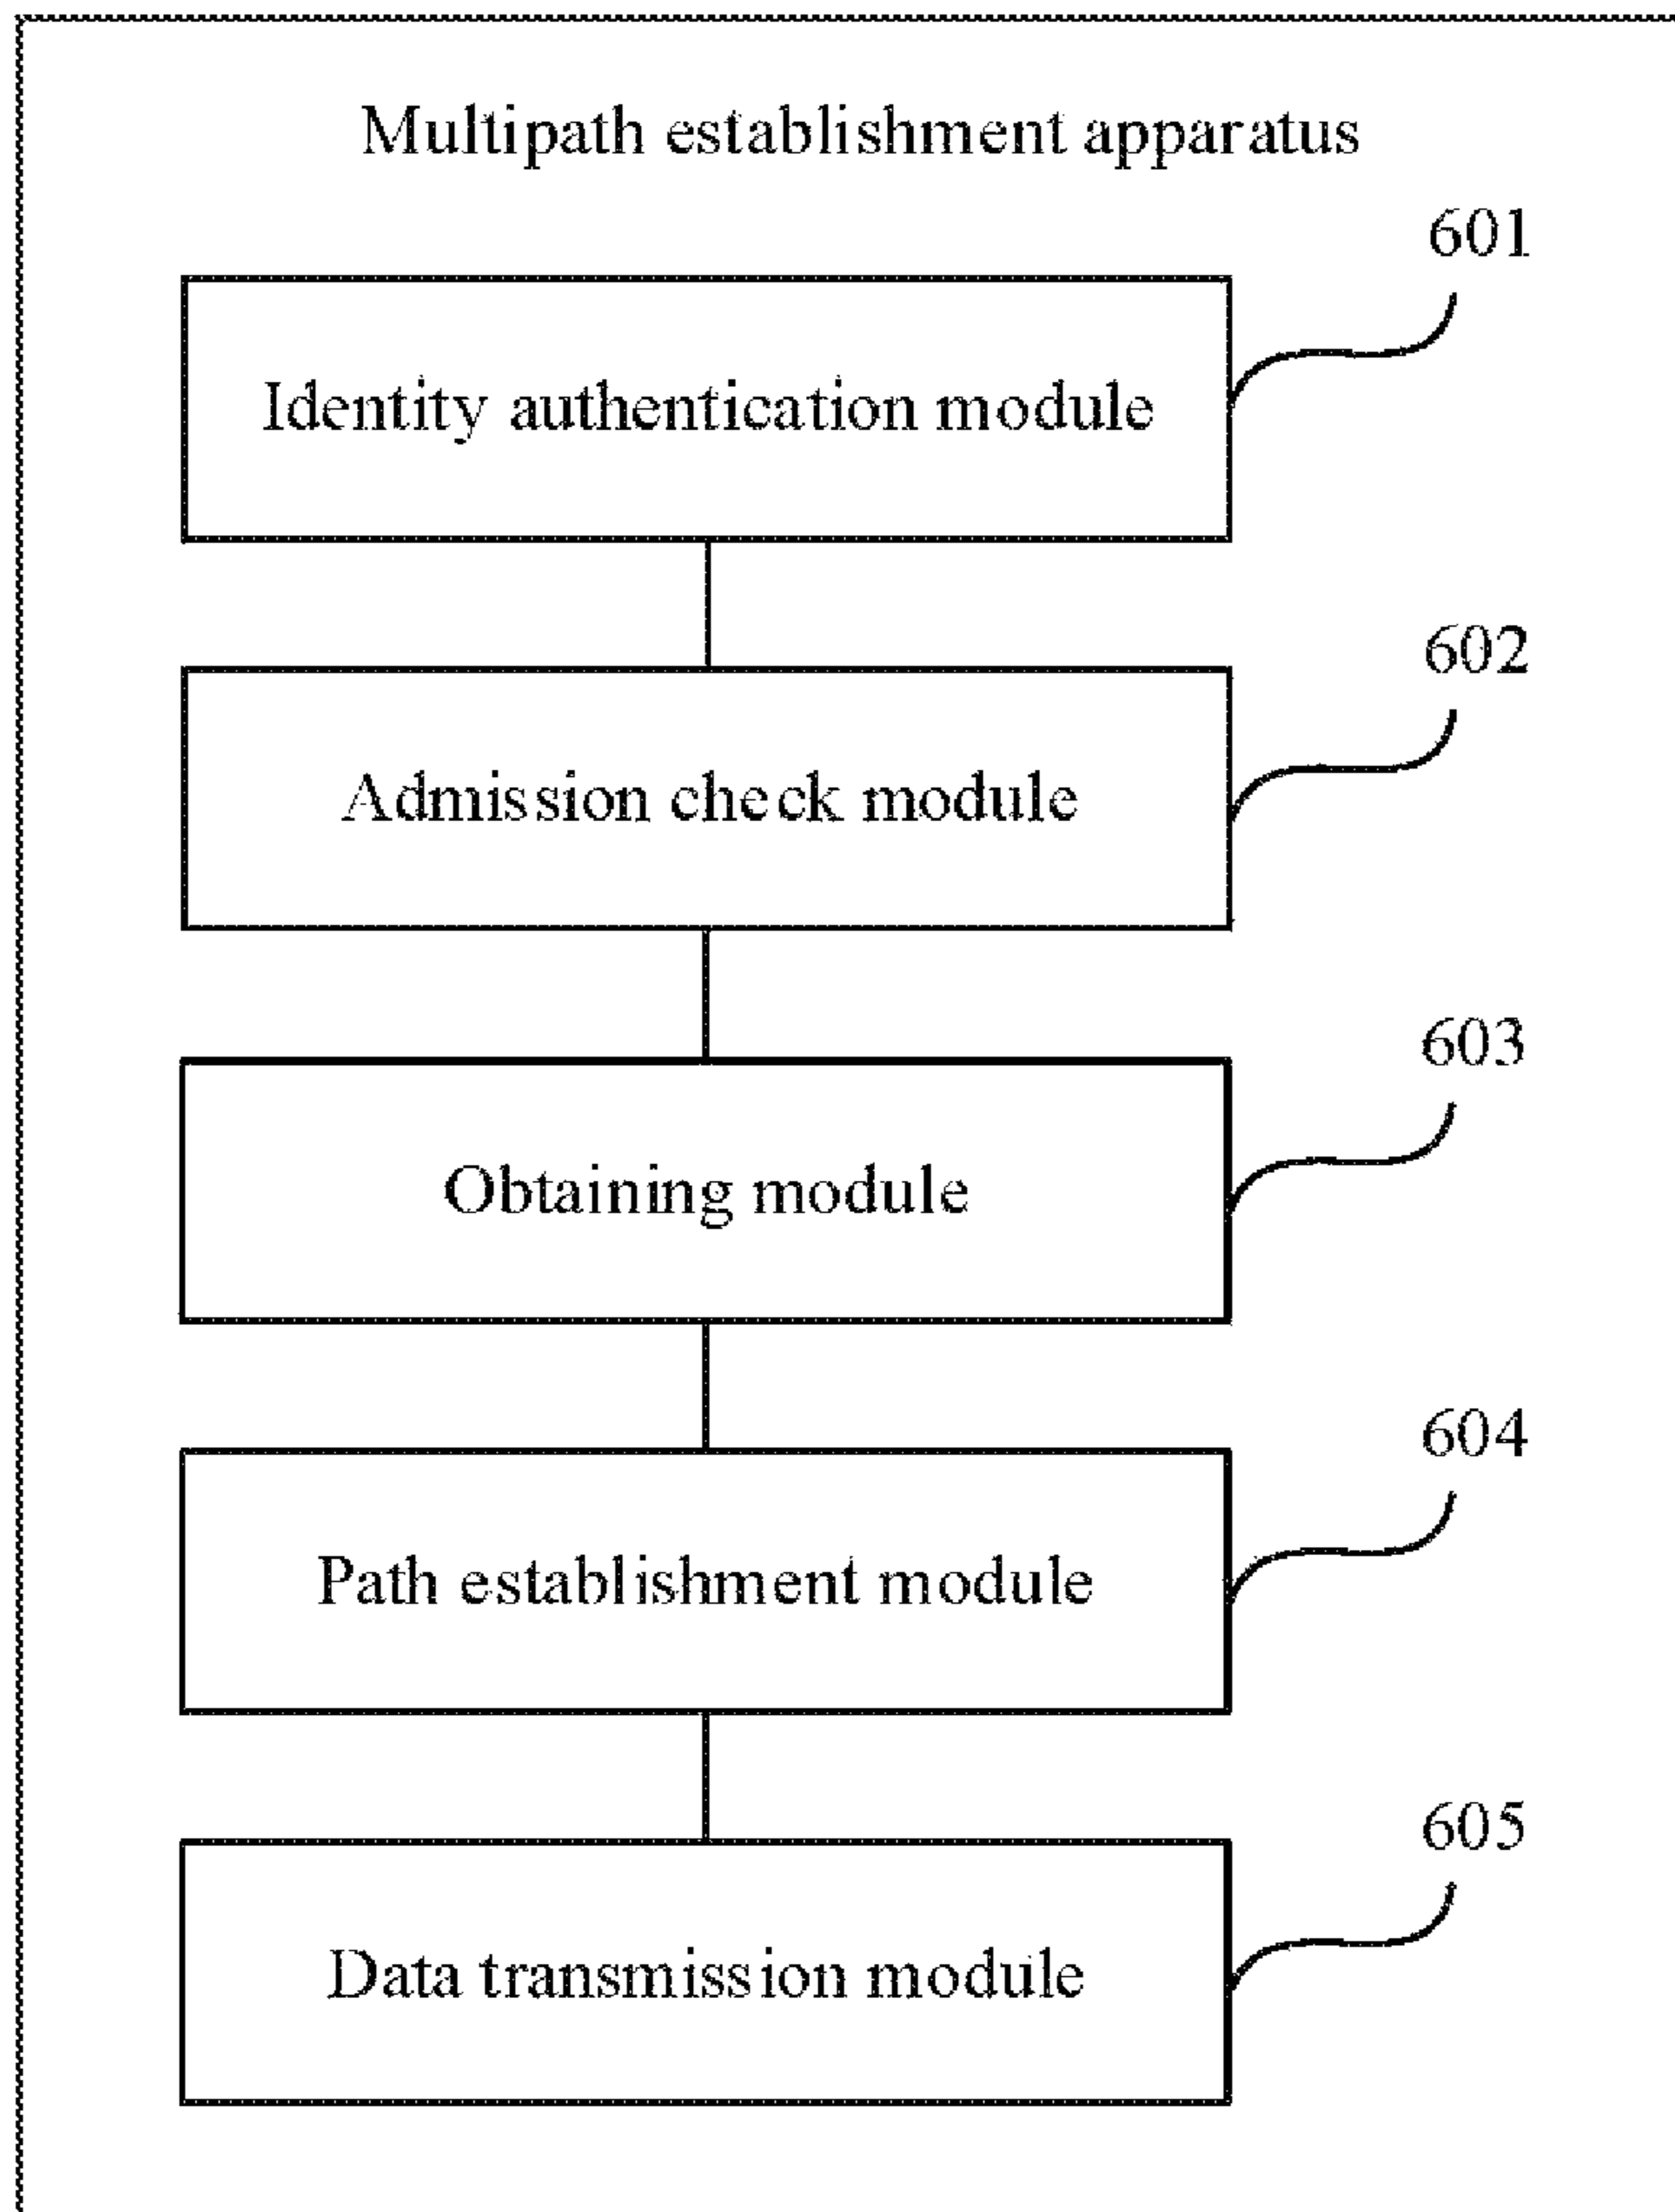 Multipath establishment apparatus
601
Identity authentication module
602
Admission check module
603
Obtaining module
604
Path establishment module
605
Data transmission module